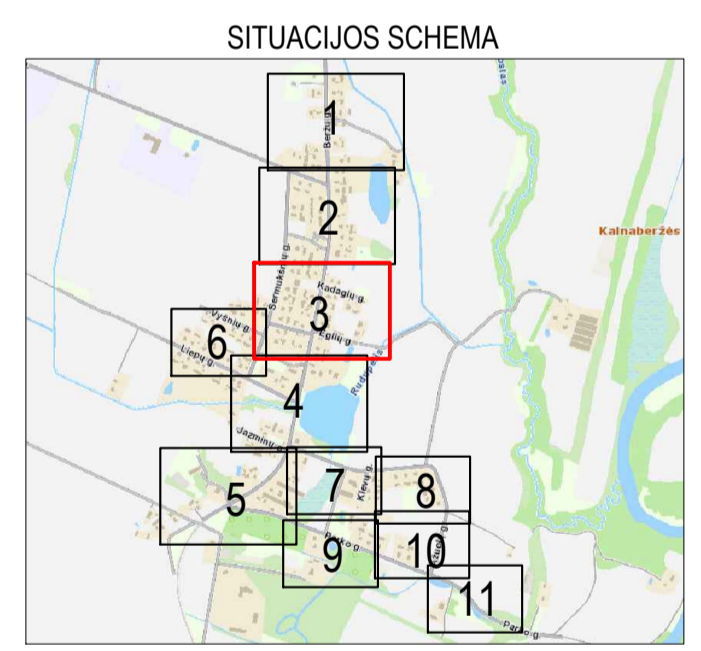 SITUACIJOS SCHEMA
1
Beržų g.
2
Kalnaberžės
Šermukšnių g.
Kadagių g.
3
Eglių g.
Vyšnių g.
6
Liepų g.
Rudupelis
4
Jazminų g.
7
Klevų g.
8
5
Parko g.
9
10
11
Parko g.